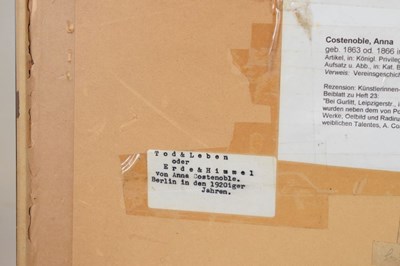 Costenoble, Anna
geb. 1863 od. 1866 in
Artikel, in: Königl. Privileg
Aufsatz u. Abb., in: Kat. B
Verweis: Vereinsgeschich
Rezension: Künstlerinnen-
Beiblatt zu Heft 23:
"Bei Gurlitt, Leipzigerstr.,
wurden neben dem von Po
Werke, Oelbild und Radin
weiblichen Talentes, A. Co
Tod&Leben
oder
Erde&Himmel
von Anna Costenoble.
Berlin in den 1920iger
Jahren.